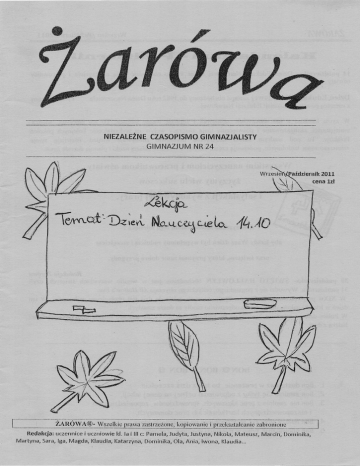 Żarówa
NIEZALEŻNE CZASOPISMO GIMNAZJALISTY
GIMNAZJUM NR 24
Wrzesień/Październik 2011
cena 1zł
Lekcja
Temat: Dzień Nauczyciela 14.10
ŻARÓWA®- Wszelkie prawa zastrzeżone, kopiowanie i przekształcanie zabronione
Redakcja: uczennice i uczniowie kl. Ia i III c: Pamela, Judyta, Justyna, Nikola, Mateusz, Marcin, Dominika,
Martyna, Sara, Iga, Magda, Klaudia, Katarzyna, Dominika, Ola, Ania, Iwona, Klaudia...